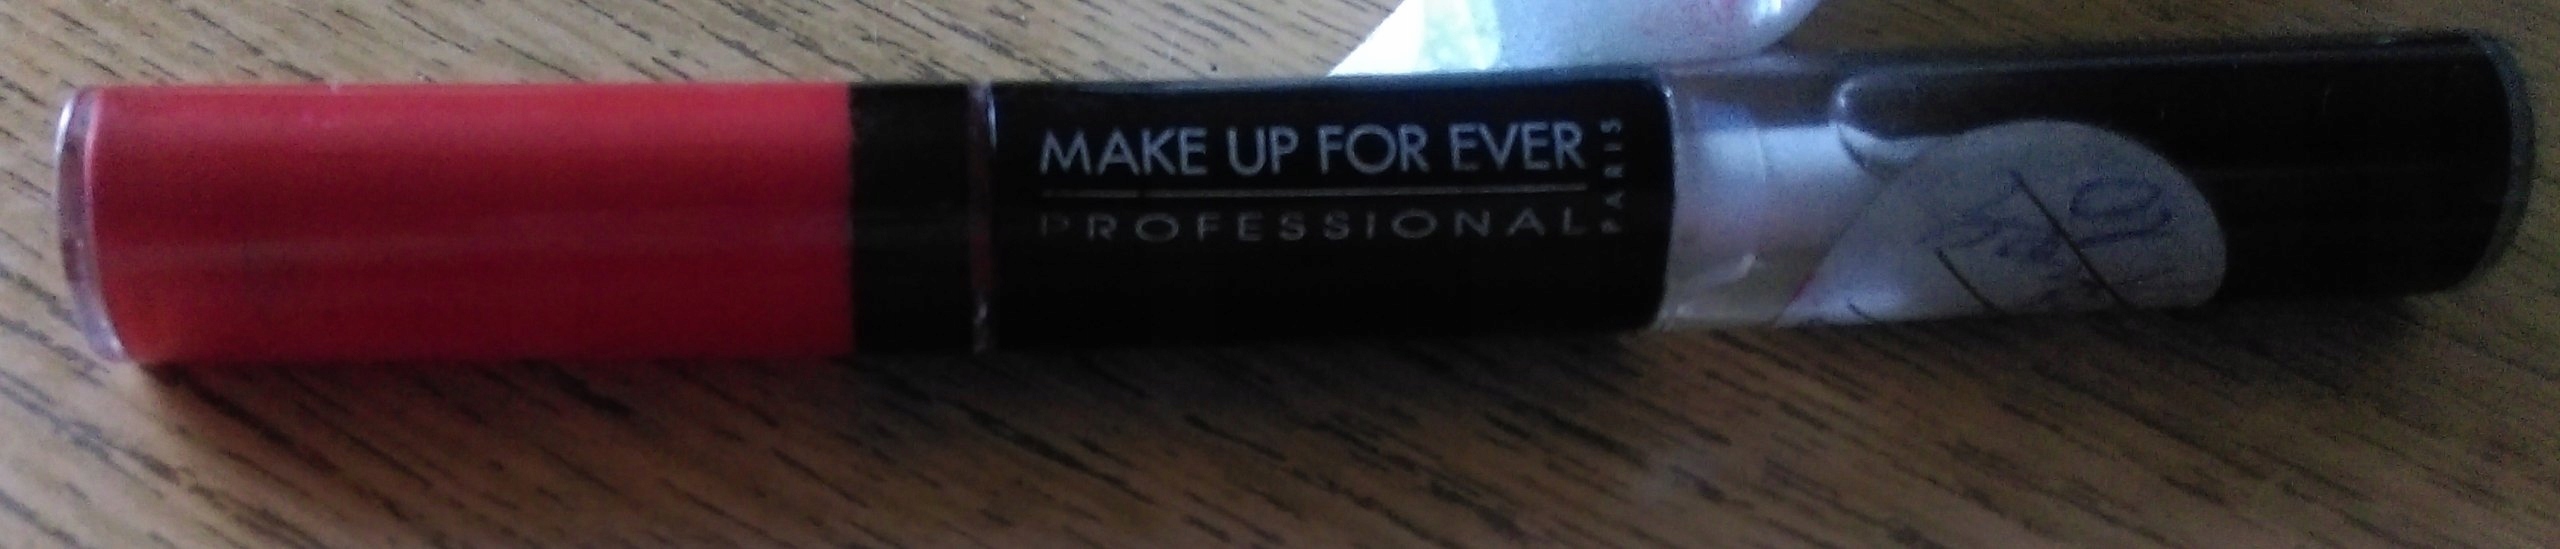 MAKE UP FOR EVER
PROFESSIONAL
PARIS